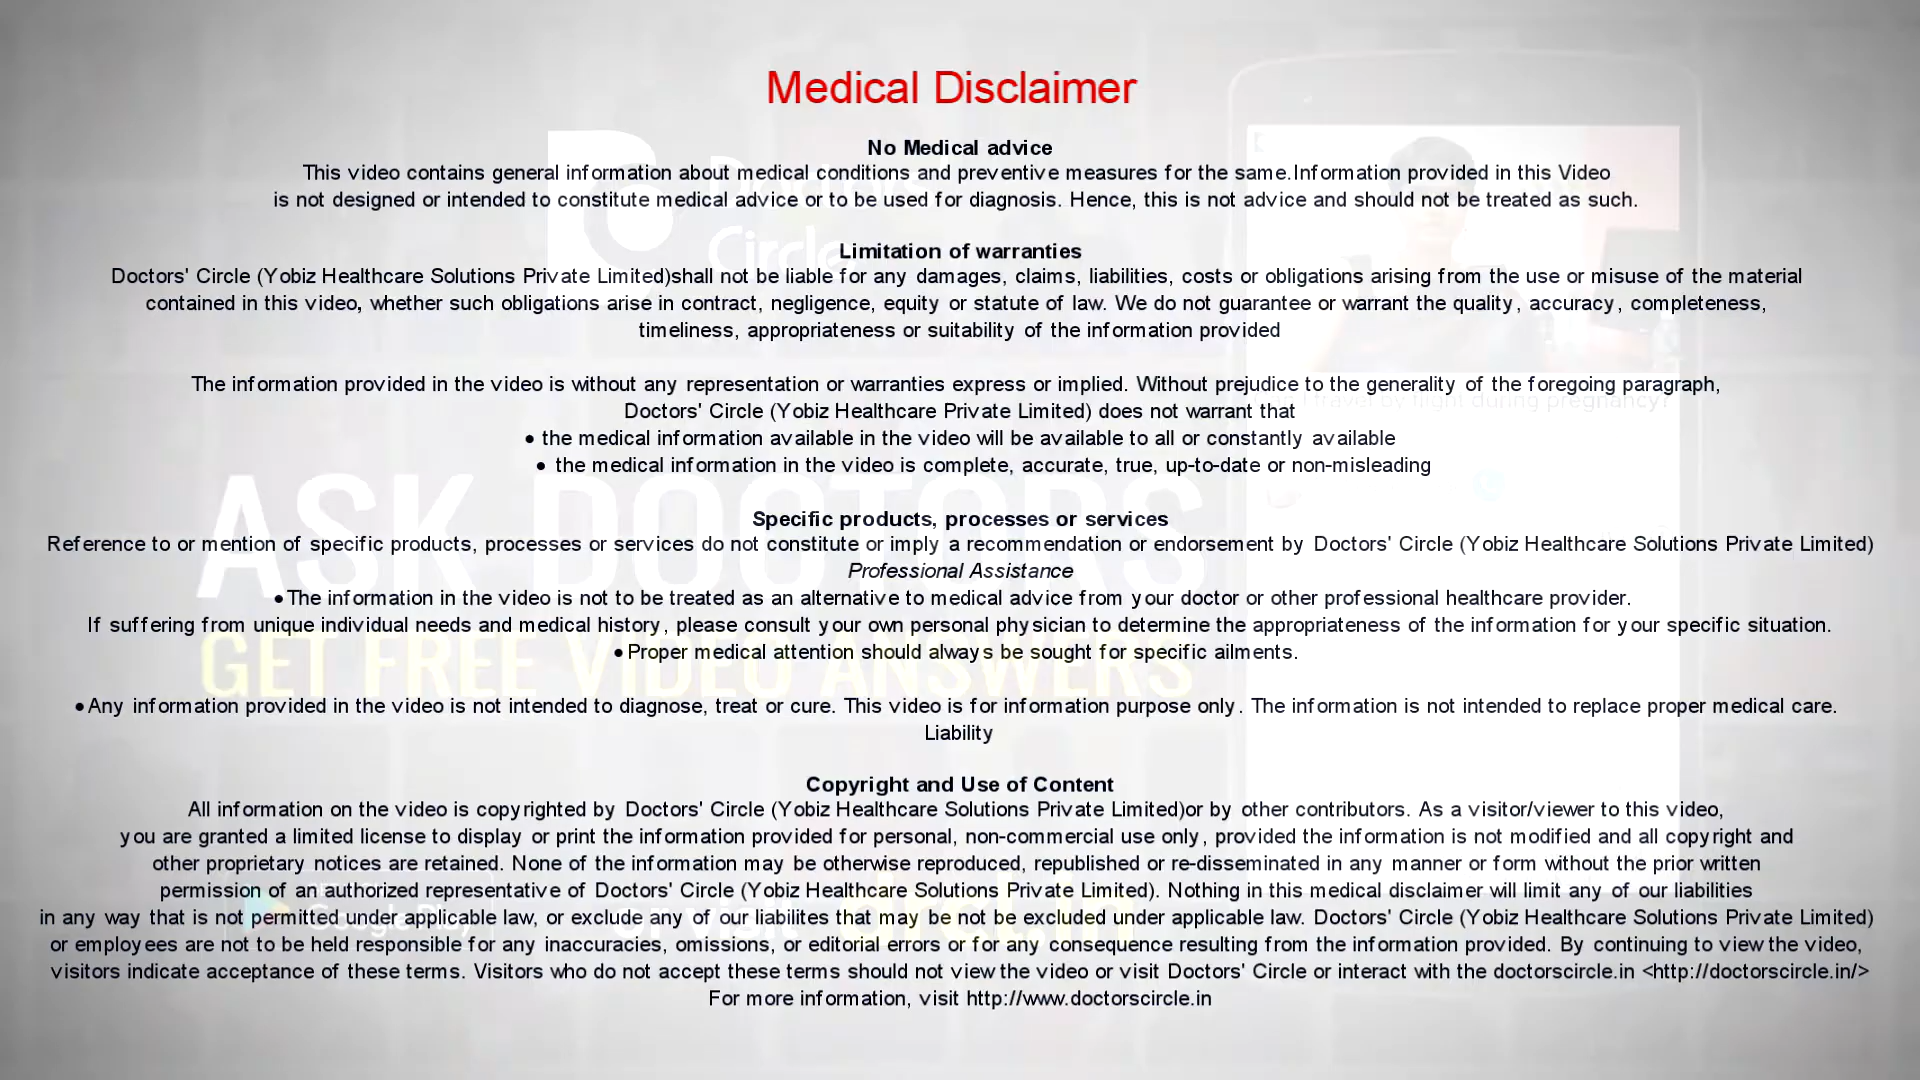 Medical Disclaimer
No Medical advice
This video contains general information about medical conditions and preventive measures for the same.Information provided in this Video
is not designed or intended to constitute medical advice or to be used for diagnosis. Hence, this is not advice and should not be treated as such.
Doctors'
Circle
Limitation of warranties
Doctors' Circle (Yobiz Healthcare Solutions Private Limited)shall not be liable for any damages, claims, liabilities, costs or obligations arising from the use or misuse of the material
contained in this video, whether such obligations arise in contract, negligence, equity or statute of law. We do not guarantee or warrant the quality, accuracy, completeness,
timeliness, appropriateness or suitability of the information provided
The information provided in the video is without any representation or warranties express or implied. Without prejudice to the generality of the foregoing paragraph,
Can I travel by flight during pregnancy?
Doctors' Circle (Yobiz Healthcare Private Limited) does not warrant that
• the medical information available in the video will be available to all or constantly available
• the medical information in the video is complete, accurate, true, up-to-date or non-misleading
ASK DOCTORS
Specific products, processes or services
Reference to or mention of specific products, processes or services do not constitute or imply a recommendation or endorsement by Doctors' Circle (Yobiz Healthcare Solutions Private Limited)
Professional Assistance
•The information in the video is not to be treated as an alternative to medical advice from your doctor or other professional healthcare provider.
If suffering from unique individual needs and medical history, please consult your own personal physician to determine the appropriateness of the information for your specific situation.
•Proper medical attention should always be sought for specific ailments.
GET FREE VIDEO ANSWERS
•Any information provided in the video is not intended to diagnose, treat or cure. This video is for information purpose only. The information is not intended to replace proper medical care.
Liability
Copyright and Use of Content
All information on the video is copyrighted by Doctors' Circle (Yobiz Healthcare Solutions Private Limited)or by other contributors. As a visitor/viewer to this video,
you are granted a limited license to display or print the information provided for personal, non-commercial use only, provided the information is not modified and all copyright and
other proprietary notices are retained. None of the information may be otherwise reproduced, republished or re-disseminated in any manner or form without the prior written
permission of an authorized representative of Doctors' Circle (Yobiz Healthcare Solutions Private Limited). Nothing in this medical disclaimer will limit any of our liabilities
in any way that is not permitted under applicable law, or exclude any of our liabilites that may be not be excluded under applicable law. Doctors' Circle (Yobiz Healthcare Solutions Private Limited)
Google Play or visit drcl.in
or employees are not to be held responsible for any inaccuracies, omissions, or editorial errors or for any consequence resulting from the information provided. By continuing to view the video,
visitors indicate acceptance of these terms. Visitors who do not accept these terms should not view the video or visit Doctors' Circle or interact with the doctorscircle.in <http://doctorscircle.in/>
For more information, visit http://www.doctorscircle.in